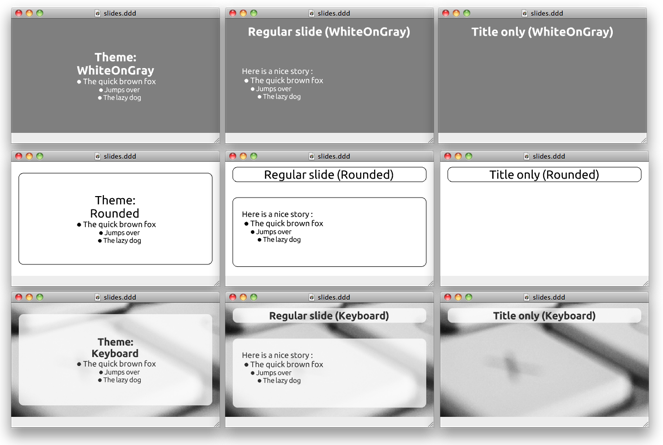 slides.ddd
Theme:
WhiteOnGray
• The quick brown fox
• Jumps over
• The lazy dog
slides.ddd
Regular slide (WhiteOnGray)
Here is a nice story :
• The quick brown fox
• Jumps over
• The lazy dog
slides.ddd
Title only (WhiteOnGray)
slides.ddd
Theme:
Rounded
• The quick brown fox
• Jumps over
• The lazy dog
slides.ddd
Regular slide (Rounded)
Here is a nice story :
• The quick brown fox
• Jumps over
• The lazy dog
slides.ddd
Title only (Rounded)
slides.ddd
Theme:
Keyboard
• The quick brown fox
• Jumps over
• The lazy dog
slides.ddd
Regular slide (Keyboard)
Here is a nice story :
• The quick brown fox
• Jumps over
• The lazy dog
slides.ddd
Title only (Keyboard)